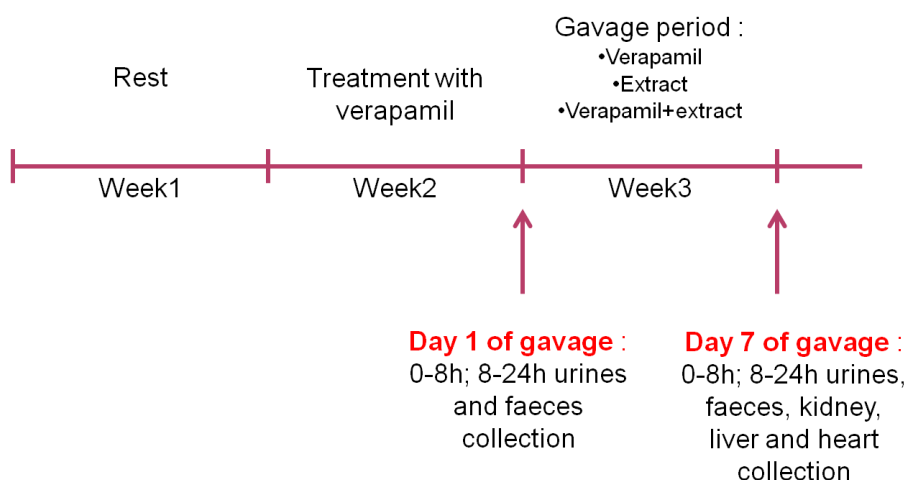 Gavage period :
•Verapamil
•Extract
•Verapamil+extract
Rest
Treatment with
verapamil
Week1
Week2
Week3
Day 1 of gavage :
0-8h; 8-24h urines
and faeces
collection
Day 7 of gavage :
0-8h; 8-24h urines,
faeces, kidney,
liver and heart
collection